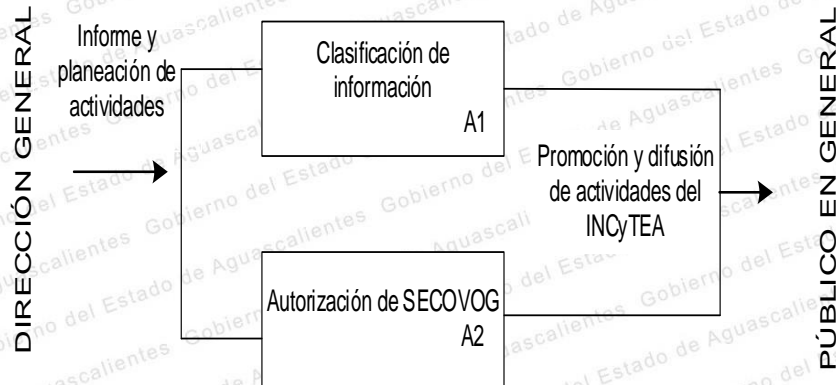 DIRECCIÓN GENERAL
Informe y
planeación de
actividades
Clasificación de
información
A1
Autorización de SECOVOG
A2
Promoción y difusión
de actividades del
INCyTEA
PÚBLICO EN GENERAL